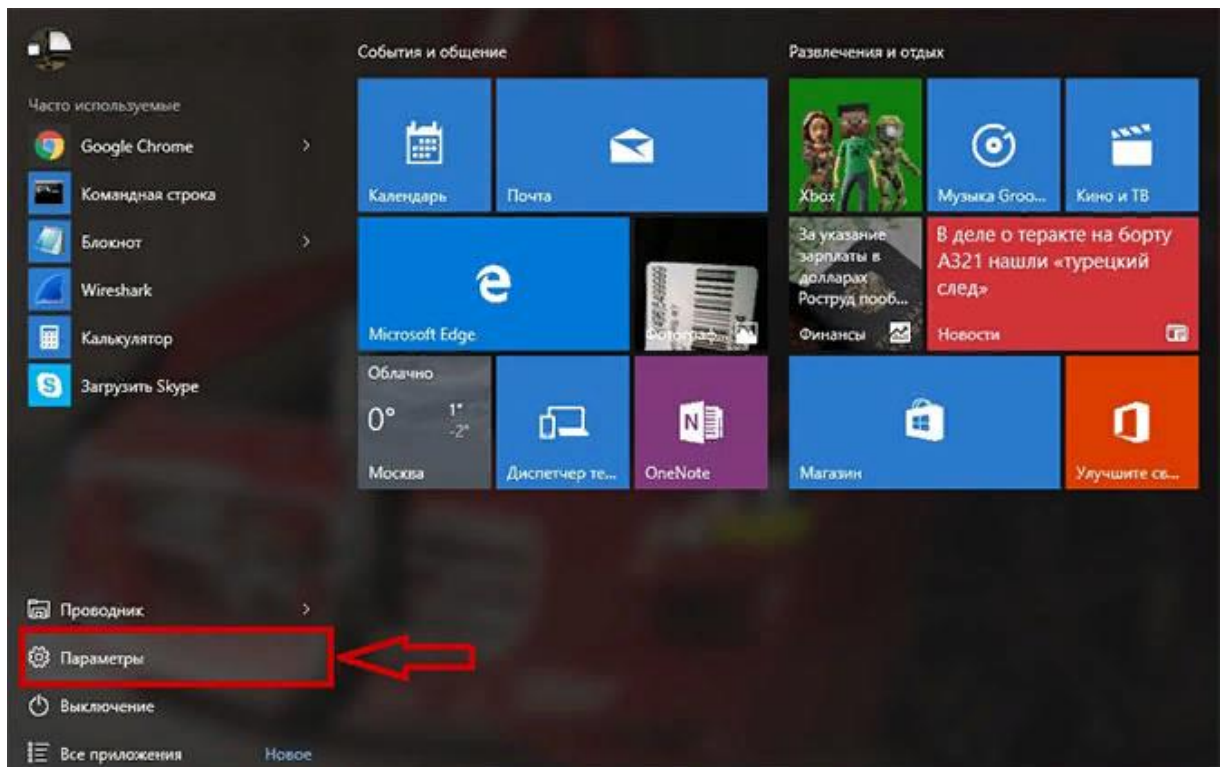 Часто используемые
Google Chrome
Командная строка
Блокнот
Wireshark
Калькулятор
Загрузить Skype
Проводник
Параметры
Выключение
Все приложения Новое
События и общение
Календарь
Почта
Microsoft Edge
Фотограф...
Облачно
0° 1°
-2°
Москва
Диспетчер те...
OneNote
Развлечения и отдых
Xbox
Музыка Groo...
Кино и ТВ
За указание
зарплаты в
долларах
Роструд пооб...
Финансы
В деле о теракте на борту
А321 нашли «турецкий
след»
Новости
Магазин
Улучшите св...